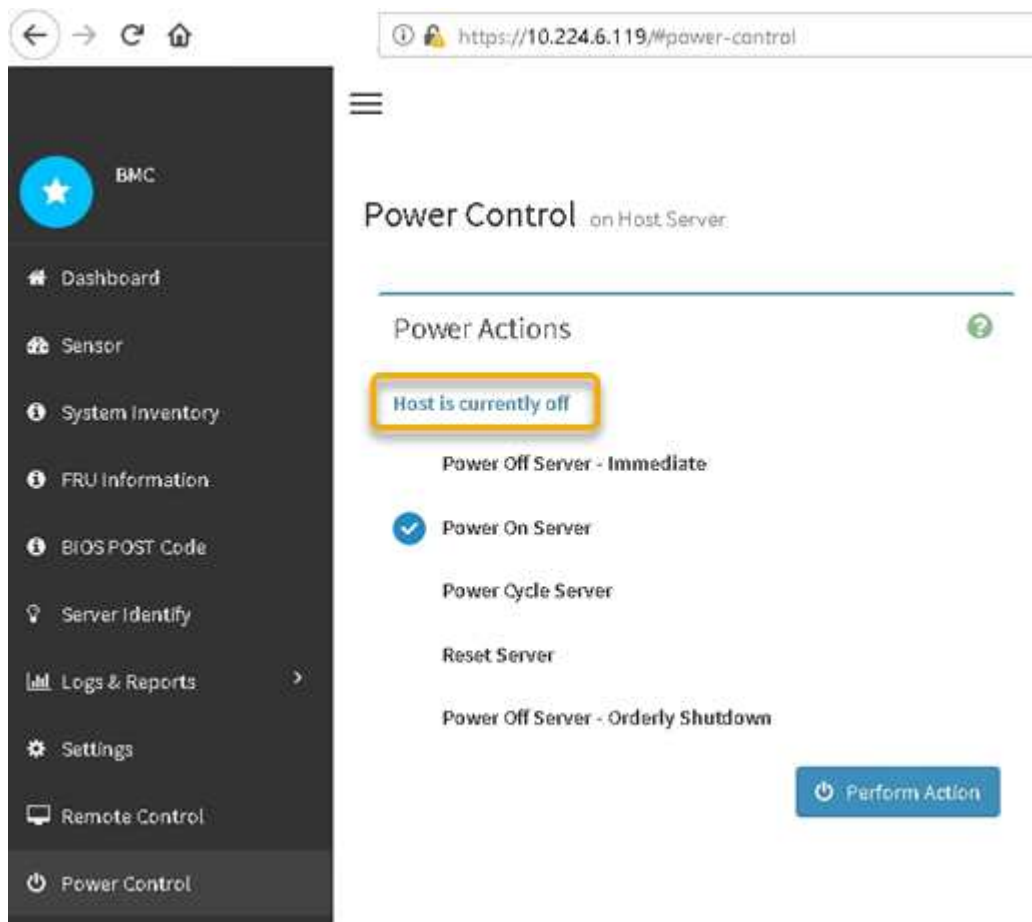 https://10.224.6.119/#power-control
BMC
Dashboard
Sensor
System Inventory
FRU Information
BIOS POST Code
Server Identify
Logs & Reports
Settings
Remote Control
Power Control
Power Control on Host Server
Power Actions
Host is currently off
Power Off Server - Immediate
Power On Server
Power Cycle Server
Reset Server
Power Off Server - Orderly Shutdown
Perform Action